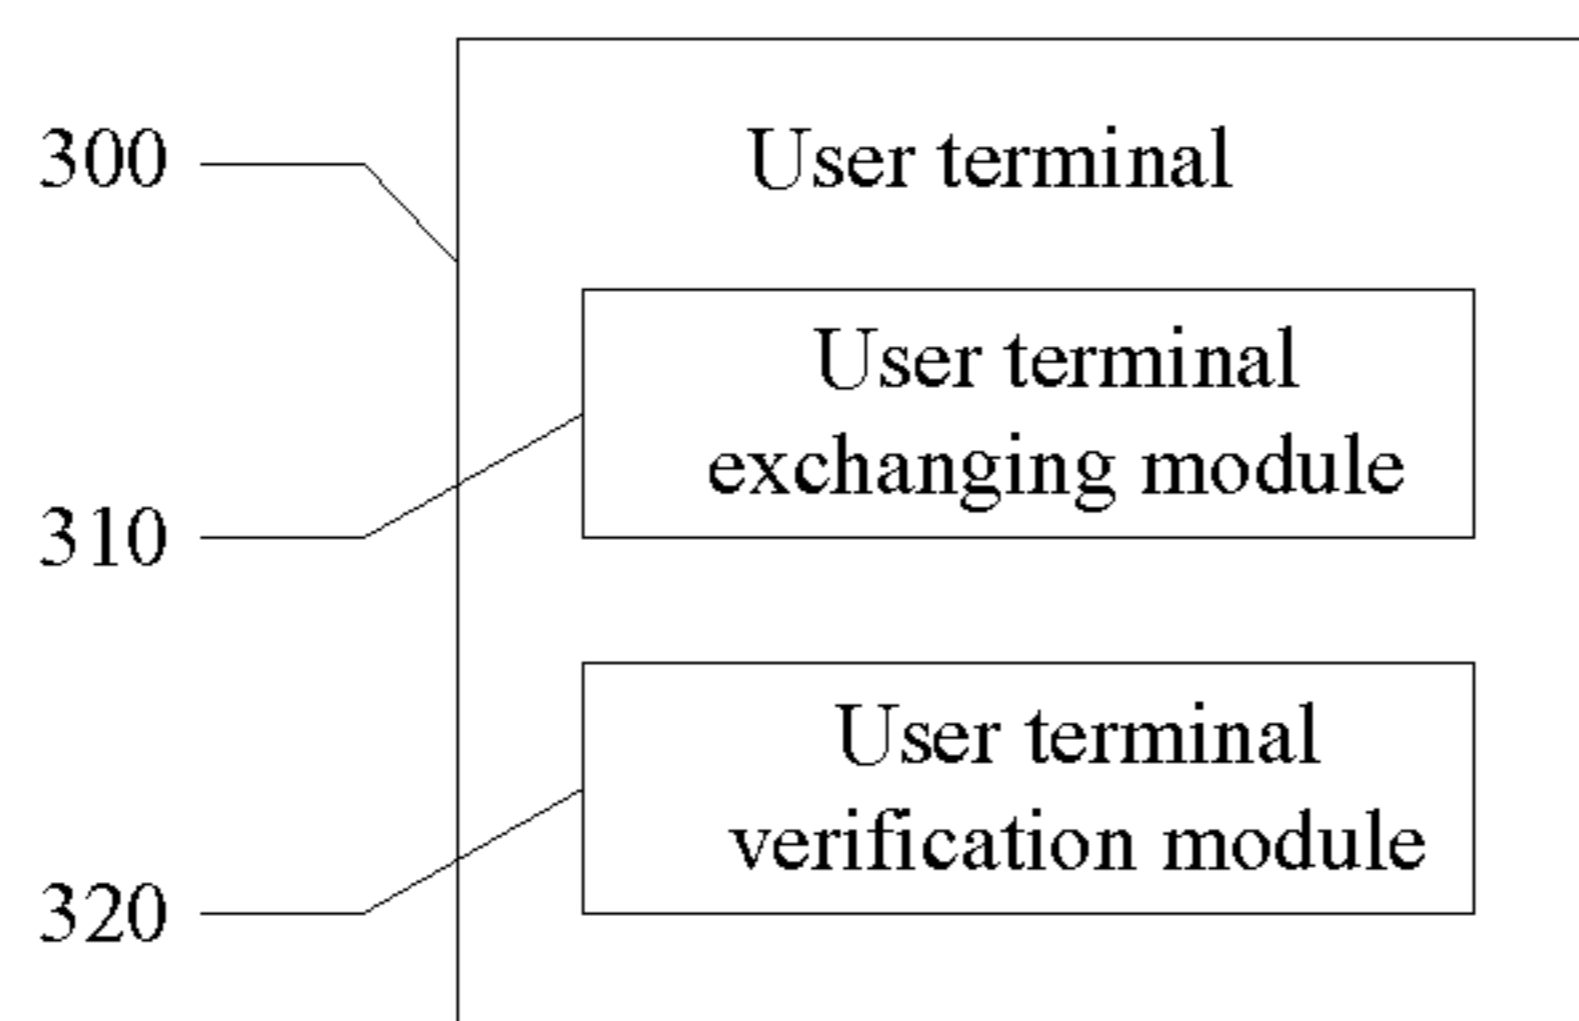 300
User terminal
User terminal
exchanging module
310
User terminal
verification module
320